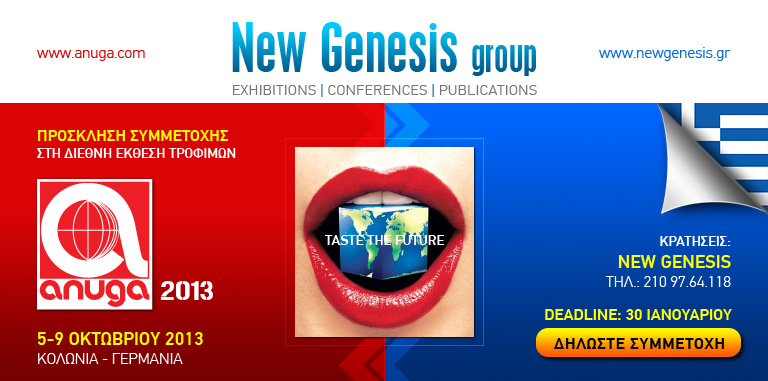 www.anuga.com
New Genesis group
www.newgenesis.gr
EXHIBITIONS | CONFERENCES | PUBLICATIONS
ΠΡΟΣΚΛΗΣΗ ΣΥΜΜΕΤΟΧΗΣ
ΣΤΗ ΔΙΕΘΝΗ ΕΚΘΕΣΗ ΤΡΟΦΙΜΩΝ
anuga 2013
5-9 ΟΚΤΩΒΡΙΟΥ 2013
ΚΟΛΩΝΙΑ - ΓΕΡΜΑΝΙΑ
TASTE THE FUTURE
ΚΡΑΤΗΣΕΙΣ:
NEW GENESIS
ΤΗΛ.: 210 97.64.118
DEADLINE: 30 ΙΑΝΟΥΑΡΙΟΥ
ΔΗΛΩΣΤΕ ΣΥΜΜΕΤΟΧΗ